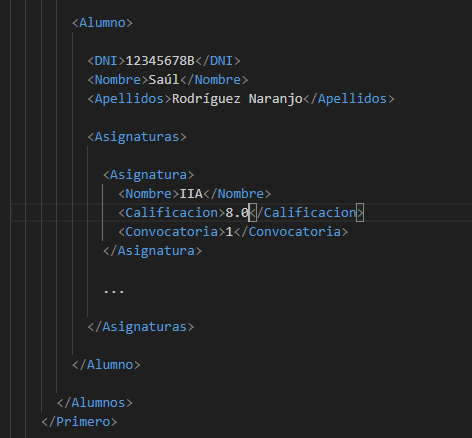 <Alumno>
<DNI>12345678B</DNI>
<Nombre>Saúl</Nombre>
<Apellidos>Rodríguez Naranjo</Apellidos>
<Asignaturas>
<Asignatura>
<Nombre>IIA</Nombre>
<Calificacion>8.0</Calificacion>
<Convocatoria>1</Convocatoria>
</Asignatura>
...
</Asignaturas>
</Alumno>
</Alumnos>
</Primero>